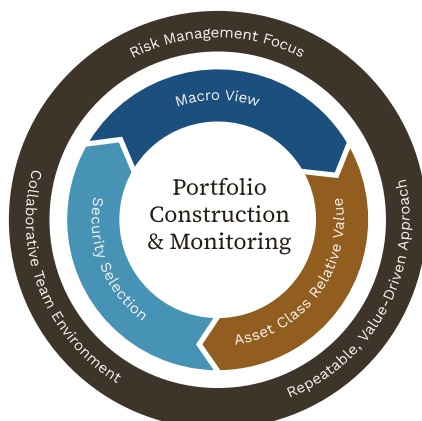 Risk Management Focus
Macro View
Portfolio
Construction
& Monitoring
Security Selection
Asset Class Relative Value
Collaborative Team Environment
Repeatable, Value-Driven Approach